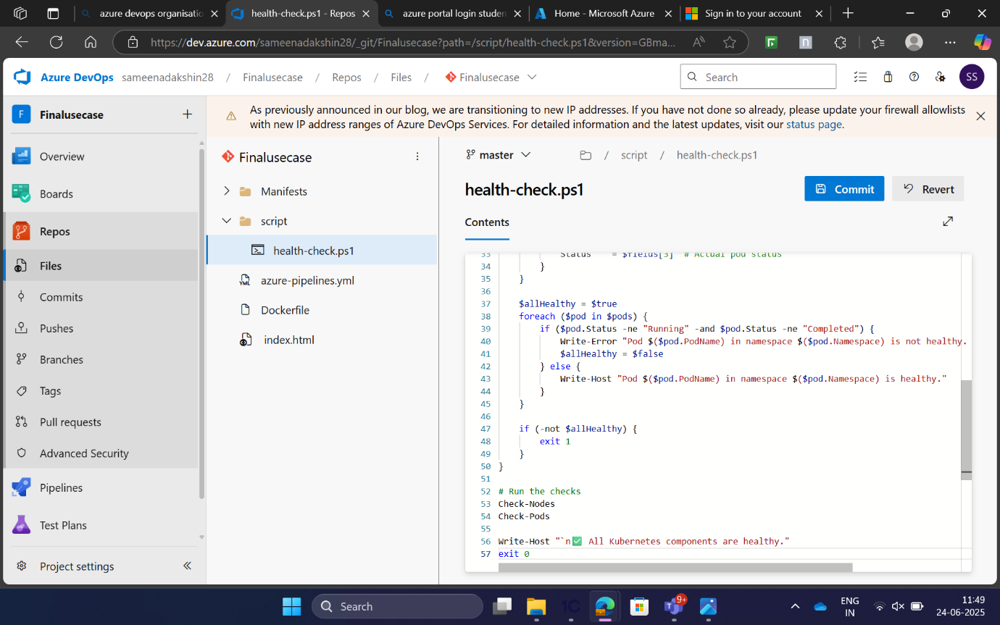 azure devops organisatio
health-check.ps1 - Repos
azure portal login studen
Home - Microsoft Azure
Sign in to your account
https://dev.azure.com/sameenadakshin28/_git/Finalusecase?path=/script/health-check.ps1&version=GBma...
Azure DevOps sameenadakshin28 / Finalusecase / Repos / Files / Finalusecase
Search
SS
F Finalusecase
As previously announced in our blog, we are transitioning to new IP addresses. If you have not done so already, please update your firewall allowlists
with new IP address ranges of Azure DevOps Services. For detailed information and the latest updates, visit our status page.
Overview
Boards
Repos
Files
Commits
Pushes
Branches
Tags
Pull requests
Advanced Security
Pipelines
Test Plans
Project settings
Finalusecase
Manifests
script
health-check.ps1
YML azure-pipelines.yml
Dockerfile
index.html
master / script / health-check.ps1
health-check.ps1
Commit
Revert
Contents
33 Status = $fields[3] # Actual pod status
34 }
35 }
36
37 $allHealthy = $true
38 foreach ($pod in $pods) {
39 if ($pod.Status -ne "Running" -and $pod.Status -ne "Completed") {
40 Write-Error "Pod $($pod.PodName) in namespace $($pod.Namespace) is not healthy.
41 $allHealthy = $false
42 } else {
43 Write-Host "Pod $($pod.PodName) in namespace $($pod.Namespace) is healthy."
44 }
45 }
46
47 if (-not $allHealthy) {
48 exit 1
49 }
50 }
51
52 # Run the checks
53 Check-Nodes
54 Check-Pods
55
56 Write-Host "`n✅ All Kubernetes components are healthy."
57 exit 0
Search
1C
9+
ENG
IN
11:49
24-06-2025